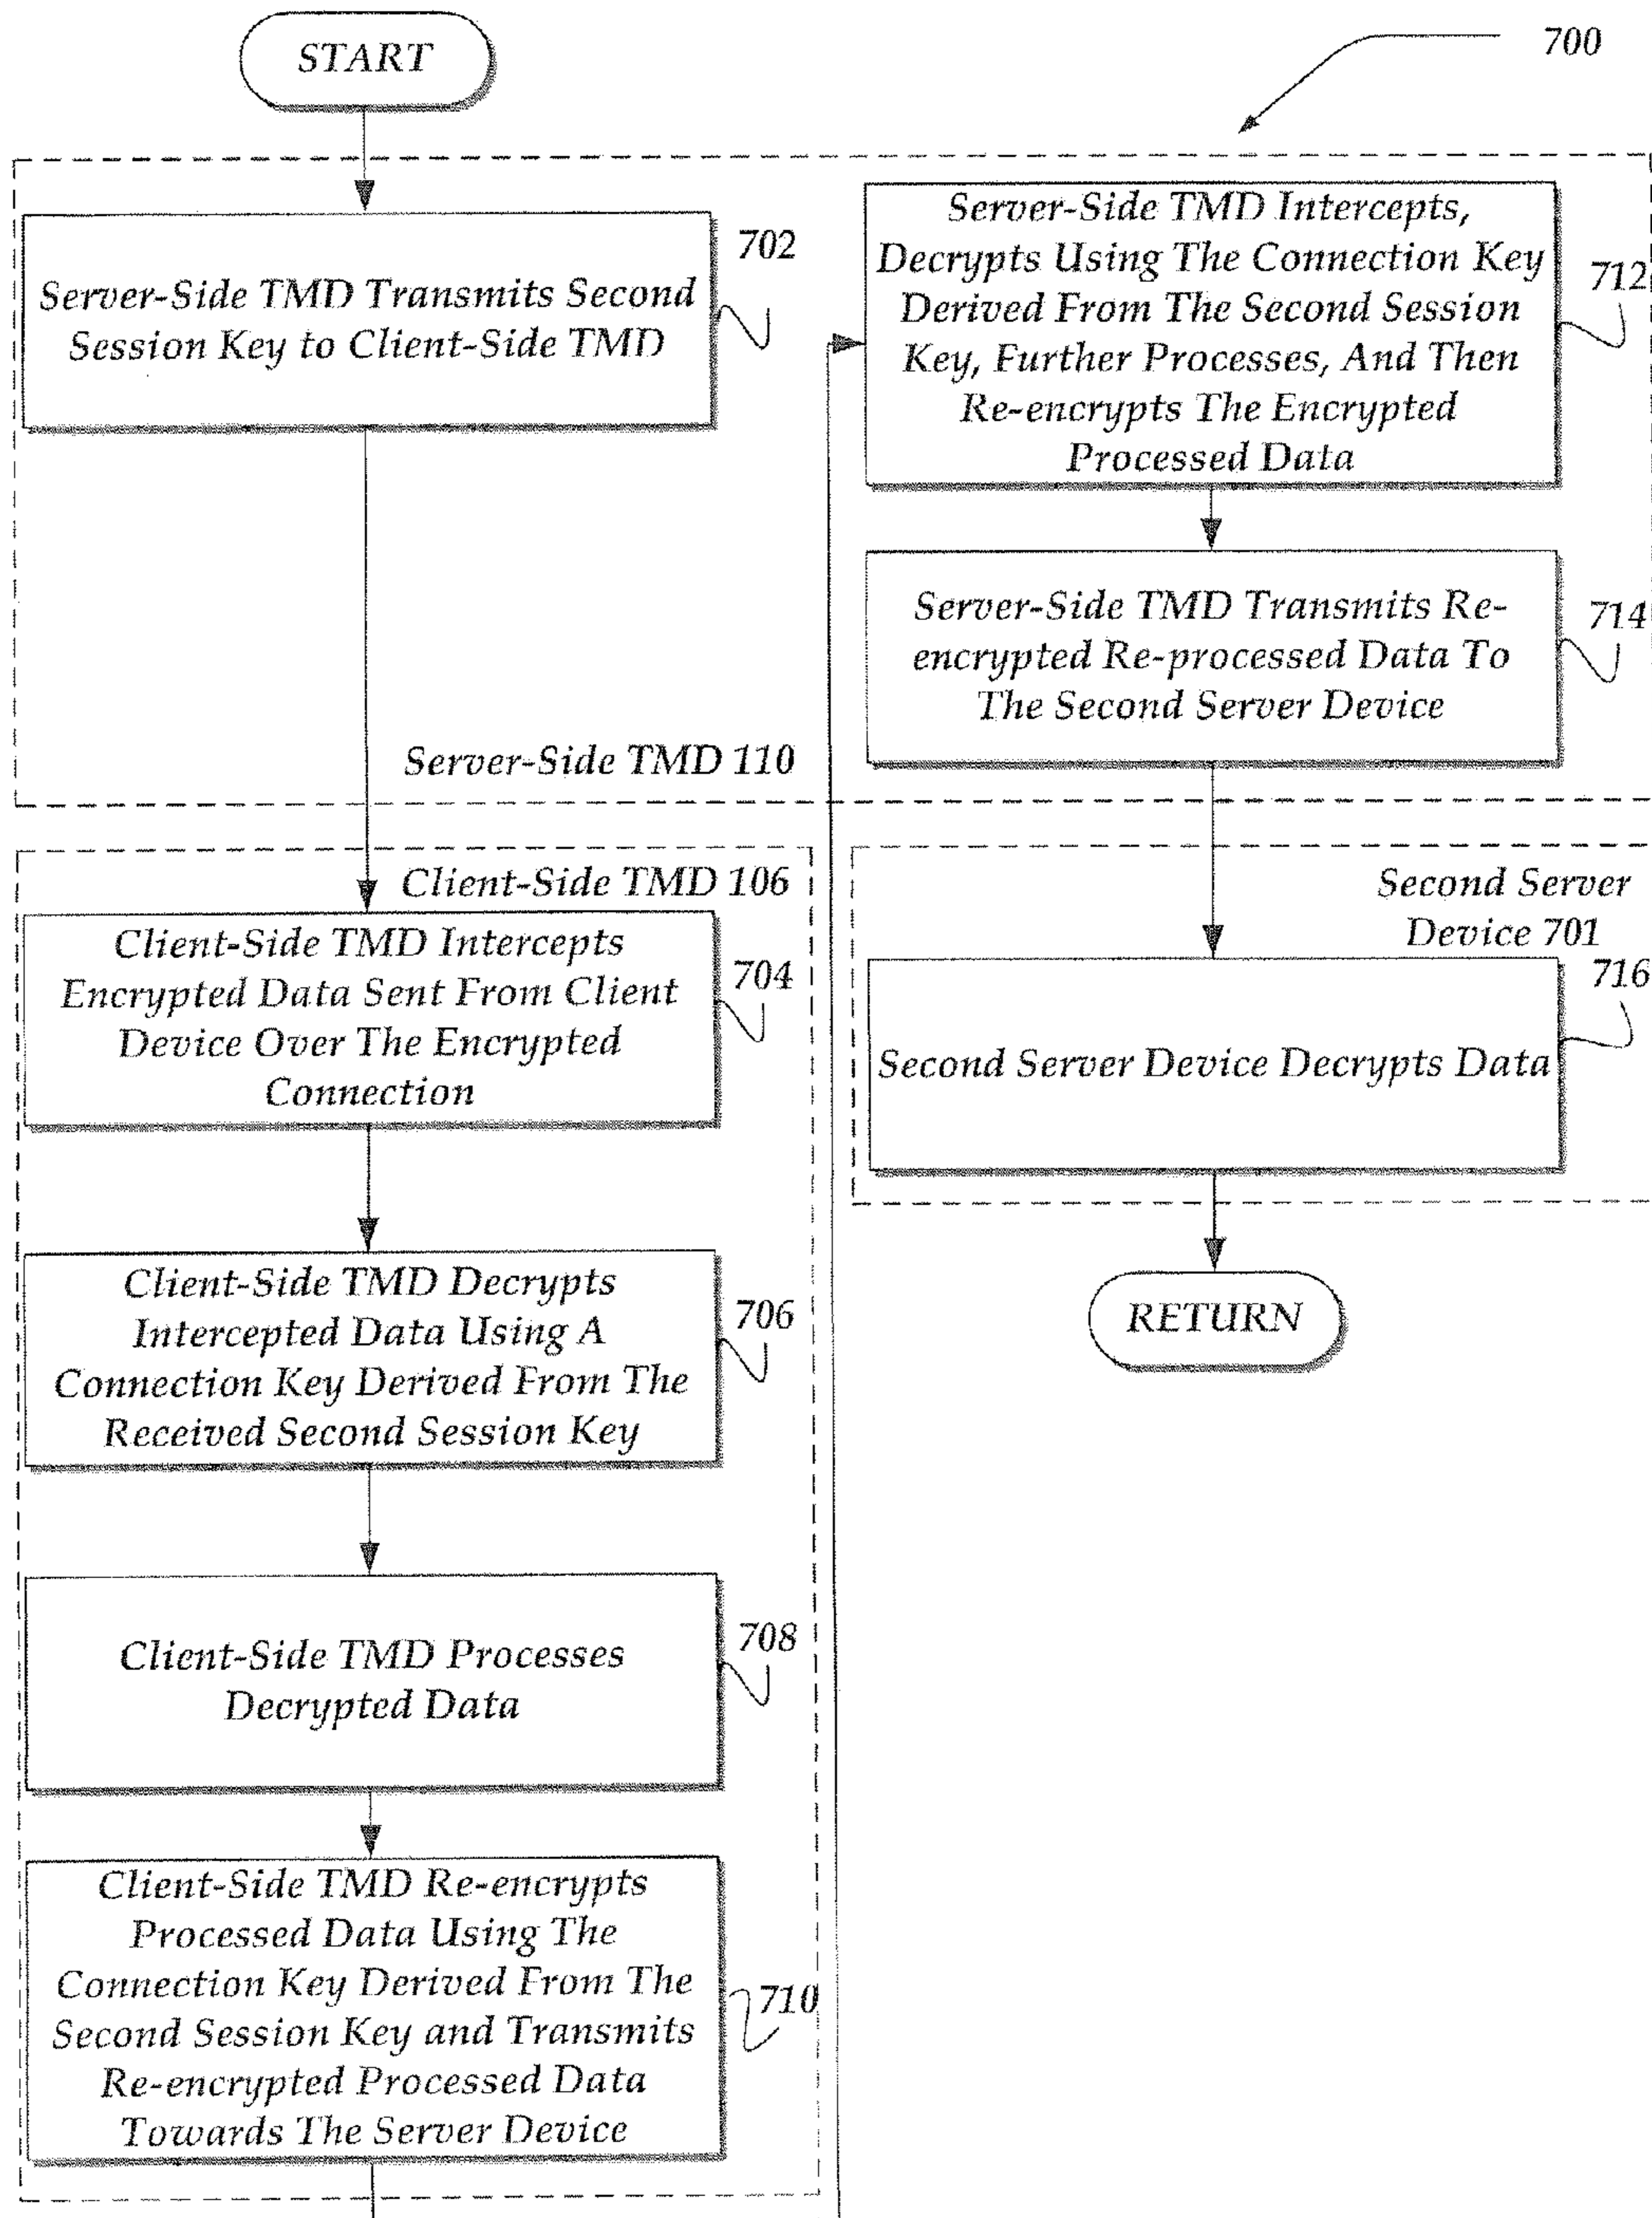 START
700
Server-Side TMD Transmits Second
Session Key to Client-Side TMD
702
Server-Side TMD 110
Client-Side TMD 106
Client-Side TMD Intercepts
Encrypted Data Sent From Client
Device Over The Encrypted
Connection
704
Client-Side TMD Decrypts
Intercepted Data Using A
Connection Key Derived From The
Received Second Session Key
706
Client-Side TMD Processes
Decrypted Data
708
Client-Side TMD Re-encrypts
Processed Data Using The
Connection Key Derived From The
Second Session Key and Transmits
Re-encrypted Processed Data
Towards The Server Device
710
Server-Side TMD Intercepts,
Decrypts Using The Connection Key
Derived From The Second Session
Key, Further Processes, And Then
Re-encrypts The Encrypted
Processed Data
712
Server-Side TMD Transmits Re-
encrypted Re-processed Data To
The Second Server Device
714
Second Server
Device 701
Second Server Device Decrypts Data
716
RETURN